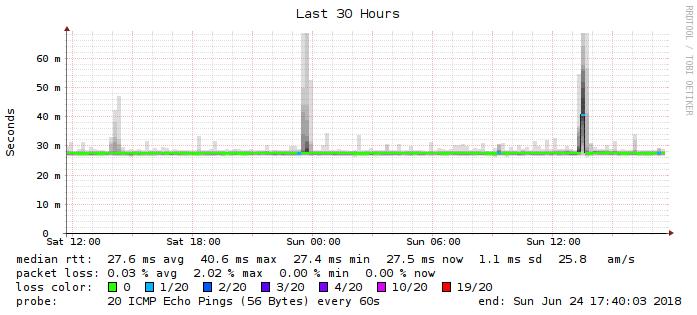 Last 30 Hours
RRDTOOL / TOBI OETIKER
Seconds
60 m
50 m
40 m
30 m
20 m
10 m
0
Sat 12:00 Sat 18:00 Sun 00:00 Sun 06:00 Sun 12:00
median rtt: 27.6 ms avg 40.6 ms max 27.4 ms min 27.5 ms now 1.1 ms sd 25.8 am/s
packet loss: 0.03 % avg 2.02 % max 0.00 % min 0.00 % now
loss color: 0 1/20 2/20 3/20 4/20 10/20 19/20
probe: 20 ICMP Echo Pings (56 Bytes) every 60s end: Sun Jun 24 17:40:03 2018